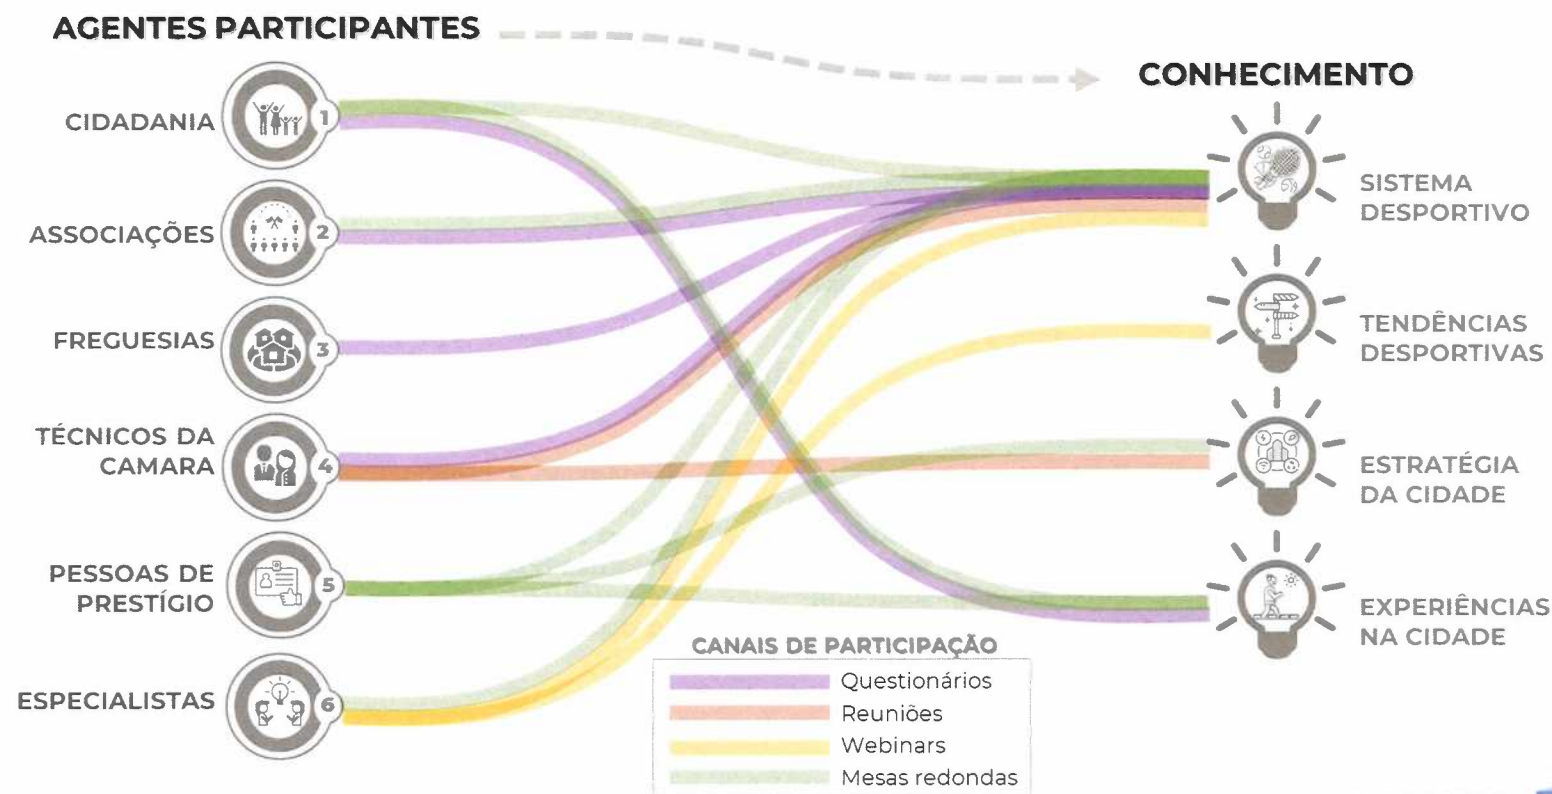 AGENTES PARTICIPANTES
CONHECIMENTO
CIDADANIA
1
ASSOCIAÇÕES
2
FREGUESIAS
3
TÉCNICOS DA
CAMARA
4
PESSOAS DE
PRESTÍGIO
5
ESPECIALISTAS
6
SISTEMA
DESPORTIVO
TENDÊNCIAS
DESPORTIVAS
ESTRATÉGIA
DA CIDADE
EXPERIÊNCIAS
NA CIDADE
CANAIS DE PARTICIPAÇÃO
Questionários
Reuniões
Webinars
Mesas redondas